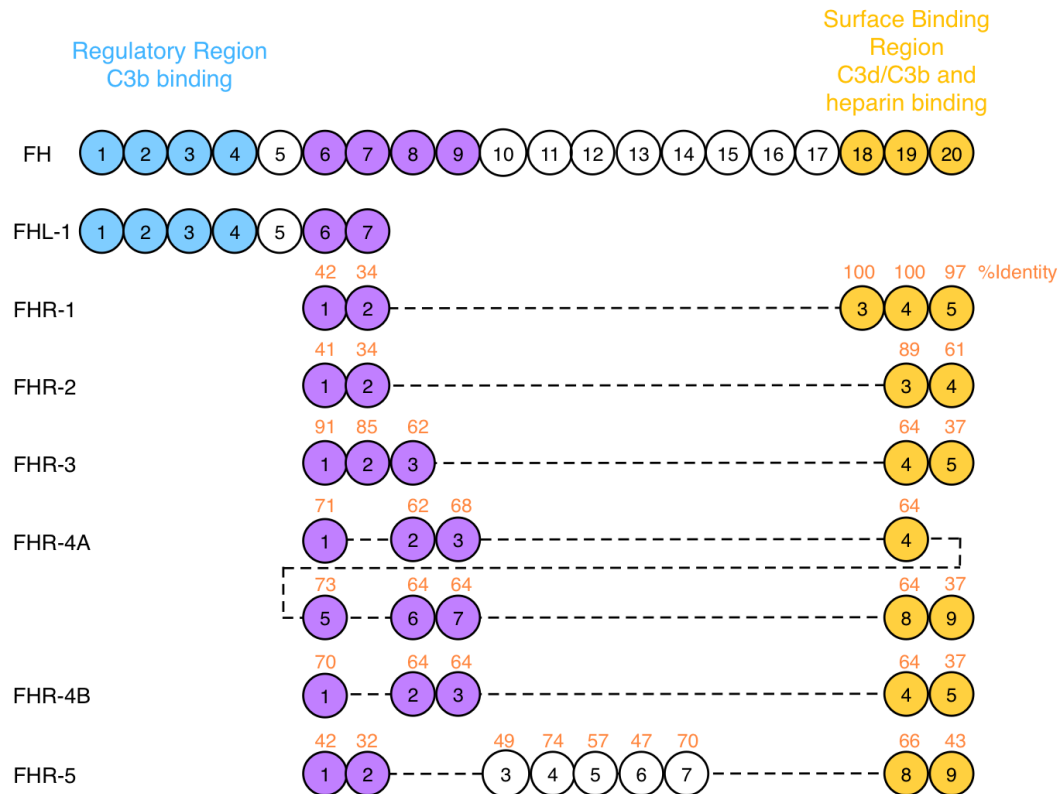 Regulatory Region
C3b binding
Surface Binding
Region
C3d/C3b and
heparin binding
FH 1 2 3 4 5 6 7 8 9 10 11 12 13 14 15 16 17 18 19 20
FHL-1 1 2 3 4 5 6 7
42 34 100 100 97 %Identity
FHR-1 1 2 3 4 5
41 34 89 61
FHR-2 1 2 3 4
91 85 62 64 37
FHR-3 1 2 3 4 5
71 62 68 64
FHR-4A 1 2 3 4
73 64 64 64 37
5 6 7 8 9
70 64 64 64 37
FHR-4B 1 2 3 4 5
42 32 49 74 57 47 70 66 43
FHR-5 1 2 3 4 5 6 7 8 9